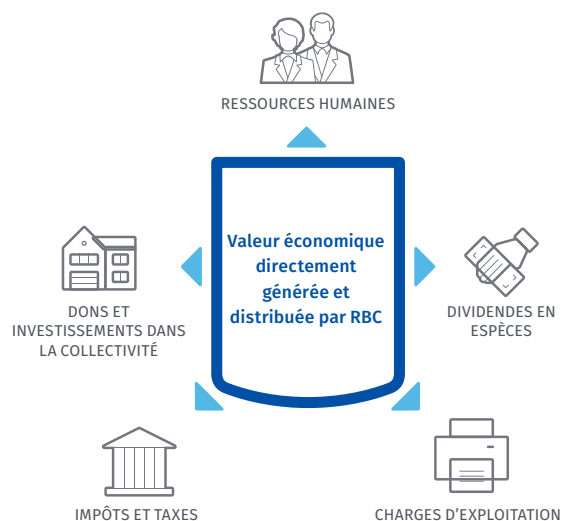 RESSOURCES HUMAINES
Valeur économique
directement
générée et
distribuée par RBC
DONS ET
INVESTISSEMENTS DANS
LA COLLECTIVITÉ
DIVIDENDES EN
ESPÈCES
IMPÔTS ET TAXES
CHARGES D'EXPLOITATION